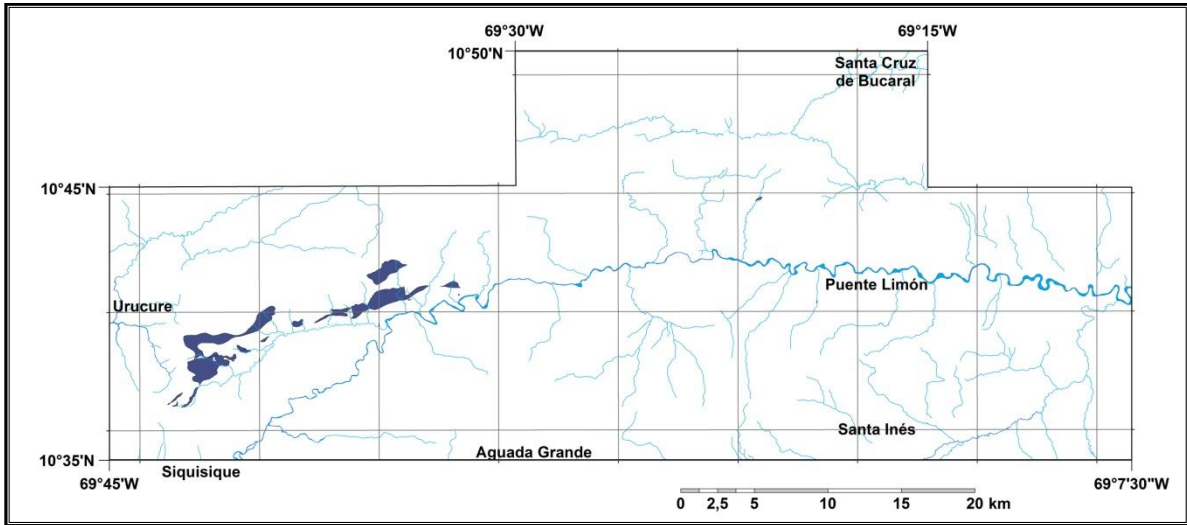 69°30'W
69°15'W
10°50'N
Santa Cruz
de Bucaral
10°45'N
Urucure
Puente Limón
Santa Inés
Aguada Grande
10°35'N
Siquisique
69°45'W
69°7'30"W
0 2,5 5 10 15 20 km